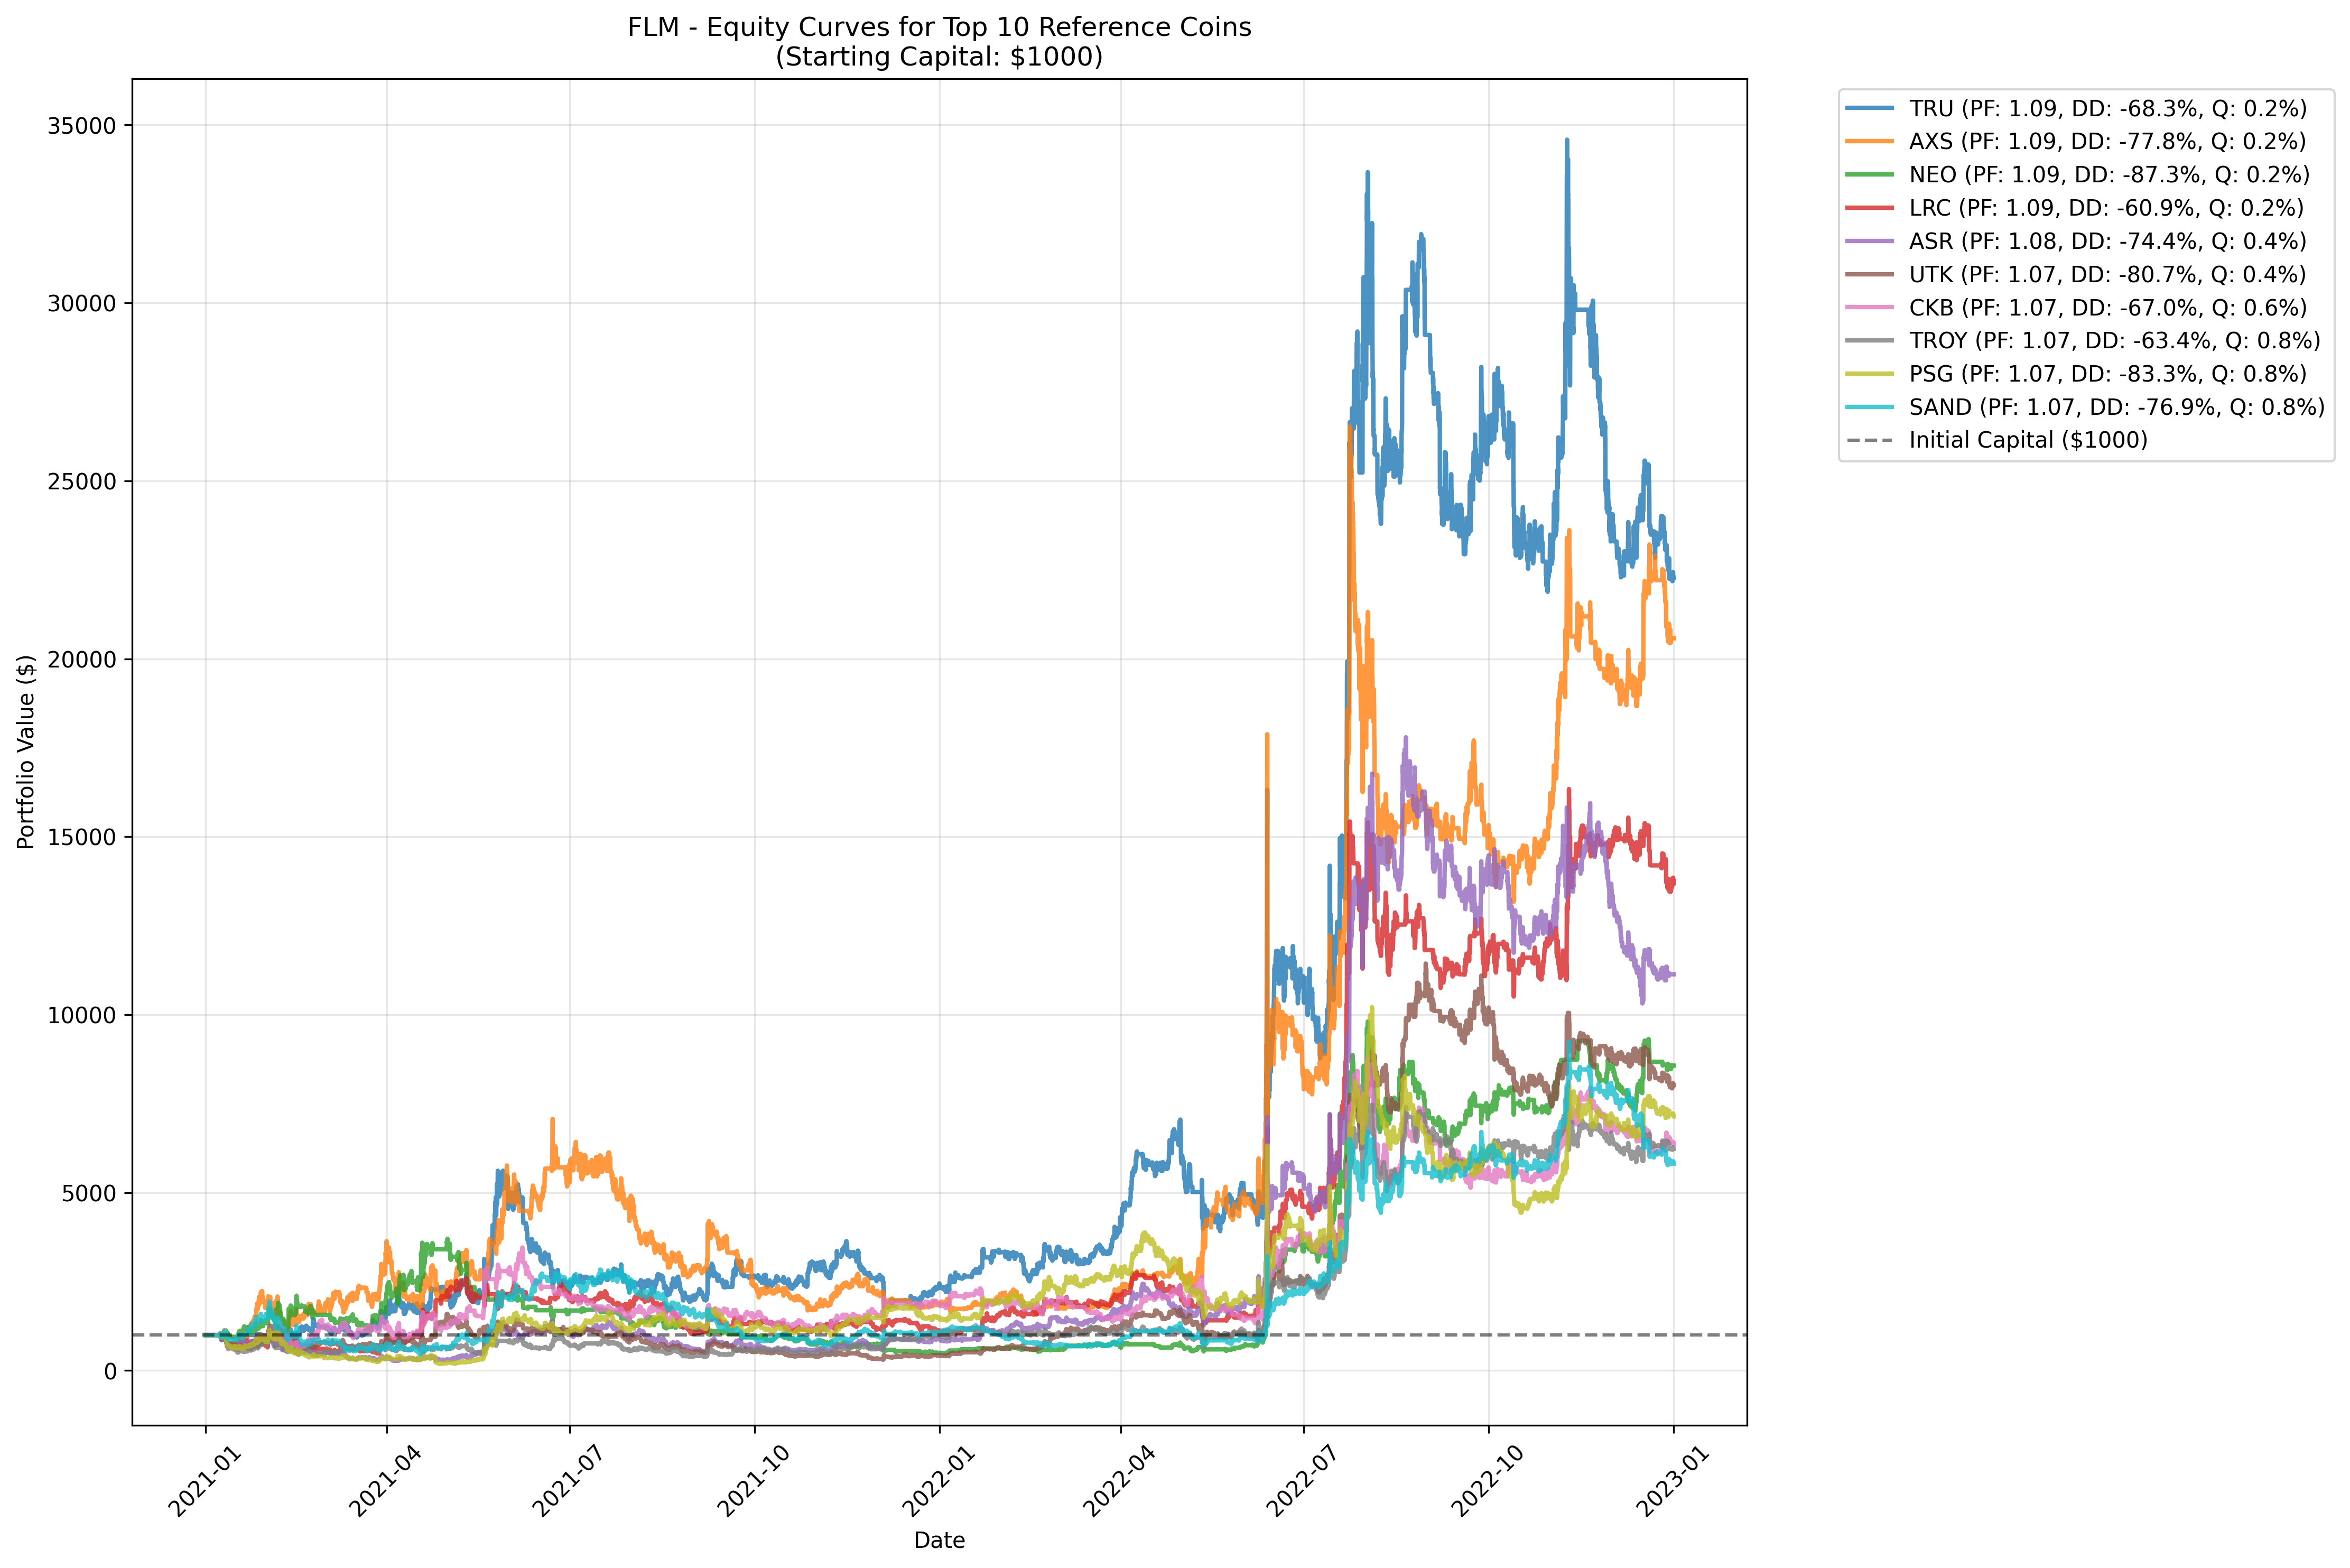 FLM - Equity Curves for Top 10 Reference Coins
(Starting Capital: $1000)
Portfolio Value ($)
35000
30000
25000
20000
15000
10000
5000
0
2021-01
2021-04
2021-07
2021-10
2022-01
2022-04
2022-07
2022-10
2023-01
Date
TRU (PF: 1.09, DD: -68.3%, Q: 0.2%)
AXS (PF: 1.09, DD: -77.8%, Q: 0.2%)
NEO (PF: 1.09, DD: -87.3%, Q: 0.2%)
LRC (PF: 1.09, DD: -60.9%, Q: 0.2%)
ASR (PF: 1.08, DD: -74.4%, Q: 0.4%)
UTK (PF: 1.07, DD: -80.7%, Q: 0.4%)
CKB (PF: 1.07, DD: -67.0%, Q: 0.6%)
TROY (PF: 1.07, DD: -63.4%, Q: 0.8%)
PSG (PF: 1.07, DD: -83.3%, Q: 0.8%)
SAND (PF: 1.07, DD: -76.9%, Q: 0.8%)
Initial Capital ($1000)